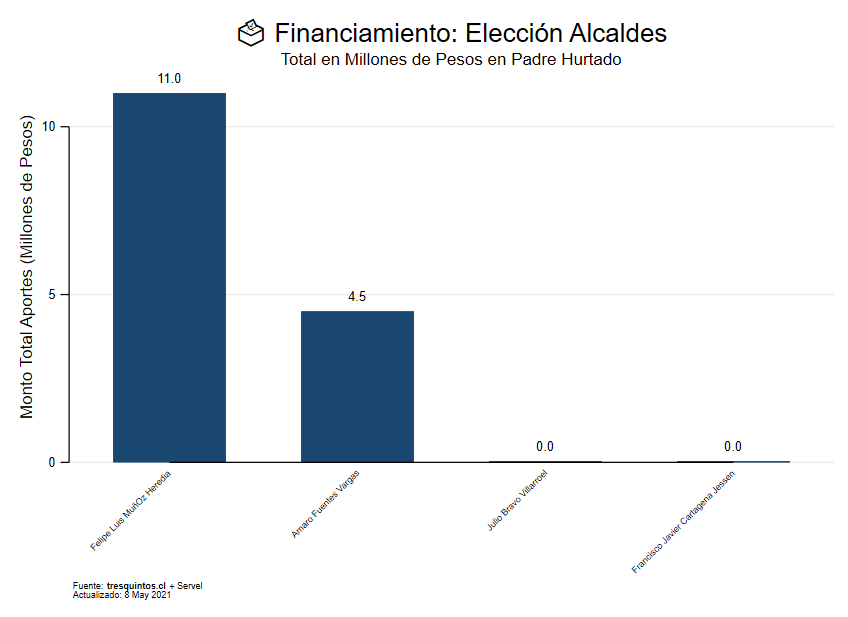 Financiamiento: Elección Alcaldes
Total en Millones de Pesos en Padre Hurtado
Monto Total Aportes (Millones de Pesos)
10
5
0
11.0
4.5
0.0
0.0
Felipe Luis MuñOz Heredia
Amaro Fuentes Vargas
Julio Bravo Villarroel
Francisco Javier Cartagena Jessen
Fuente: tresquintos.cl + Servel
Actualizado: 8 May 2021